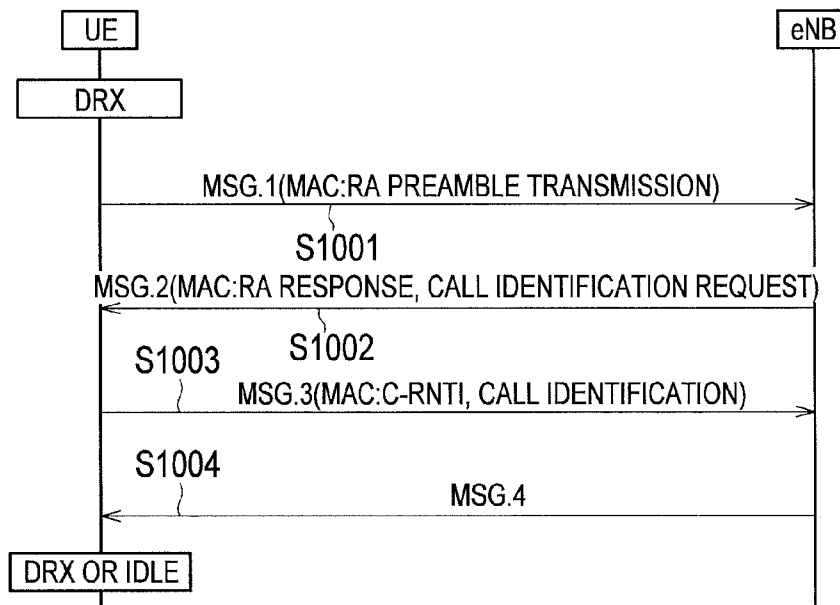 UE
eNB
DRX
MSG.1(MAC:RA PREAMBLE TRANSMISSION)
S1001
MSG.2(MAC:RA RESPONSE, CALL IDENTIFICATION REQUEST)
S1002
S1003
MSG.3(MAC:C-RNTI, CALL IDENTIFICATION)
S1004
MSG.4
DRX OR IDLE